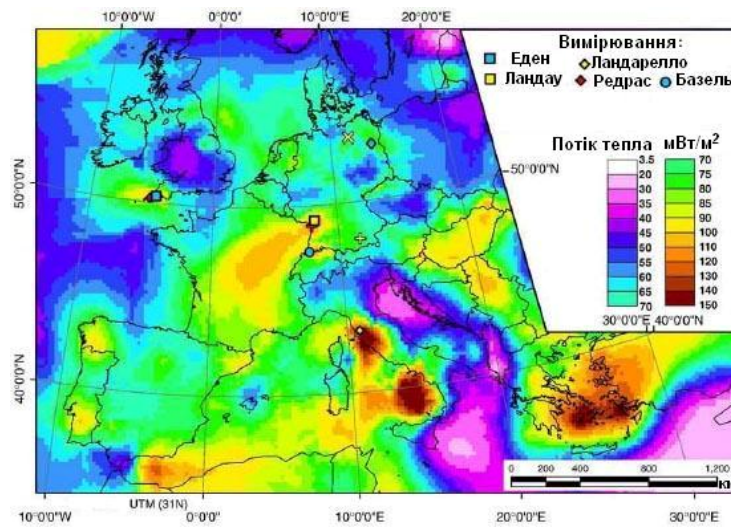 10°0'0"W 0°0'0" 10°0'0"E 20°0'0"E
Вимірювання:
Еден Ландарелло
Ландау Редрас Базель
Потік тепла мВт/м²
3.5 70
20 75
30 80
35 85
40 90
45 100
50 110
55 120
60 130
65 140
70 150
50°0'0"N
50°0'0"N
30°0'0"E 40°0'0"N
40°0'0"N
0 200 400 800 1,200
км
UTM (31N)
10°0'0"W 0°0'0" 10°0'0"E 20°0'0"E 30°0'0"E